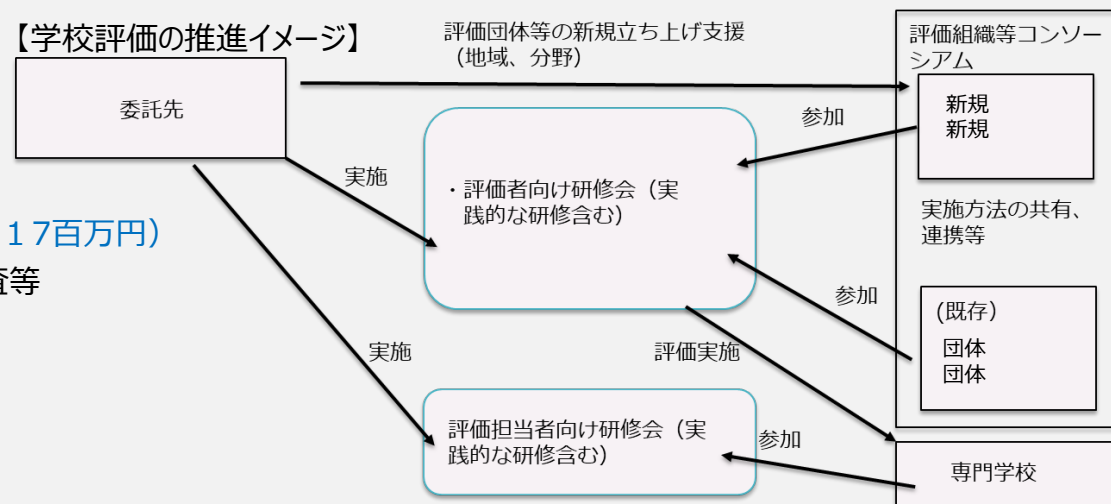 【学校評価の推進イメージ】
評価団体等の新規立ち上げ支援
（地域、分野）
評価組織等コンソー
シアム
委託先
新規
新規
参加
実施
・評価者向け研修会（実
践的な研修含む）
実施方法の共有、
連携等
１7百万円）
査等
参加
(既存）
団体
団体
実施
評価実施
評価担当者向け研修会（実
践的な研修含む）
参加
専門学校